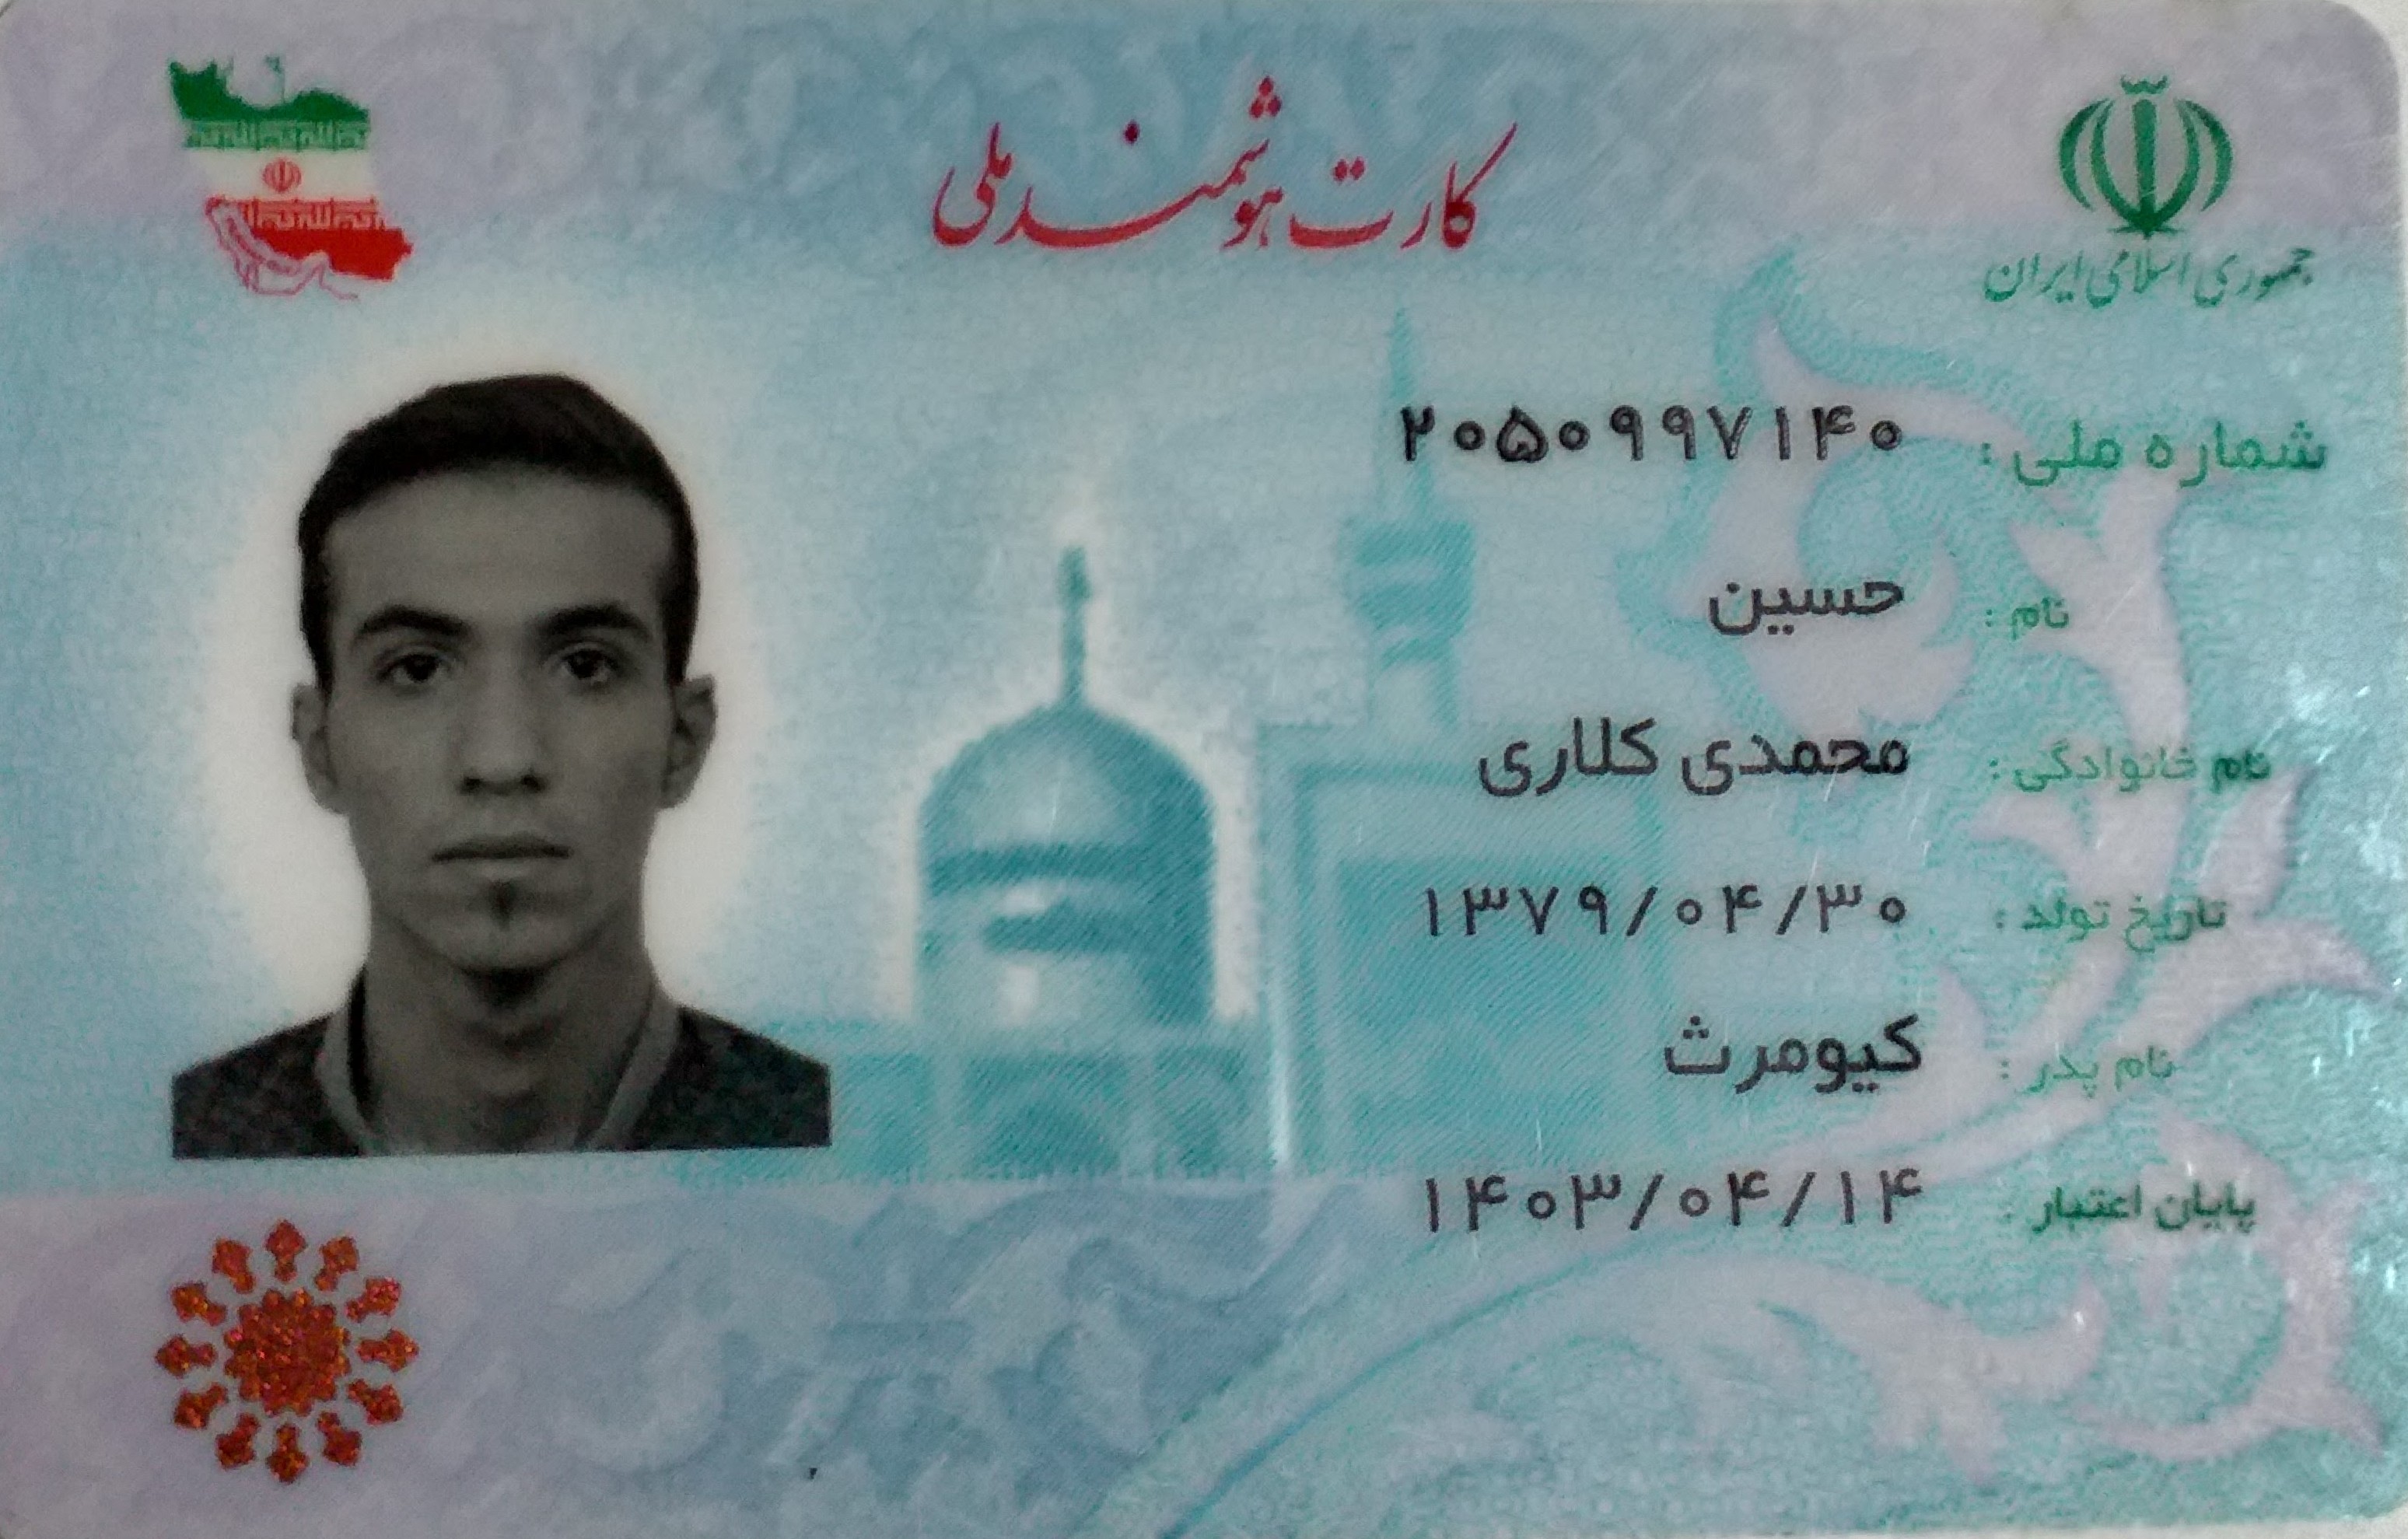 کارت هوشمند ملی
جمهوری اسلامی ایران
شماره ملی : ۲۰۵۰۹۹۷۱۴۰
نام : حسین
نام خانوادگی : محمدی کلاری
تاریخ تولد : ۱۳۷۹/۰۴/۳۰
نام پدر : کیومرث
پایان اعتبار : ۱۴۰۳/۰۴/۱۴